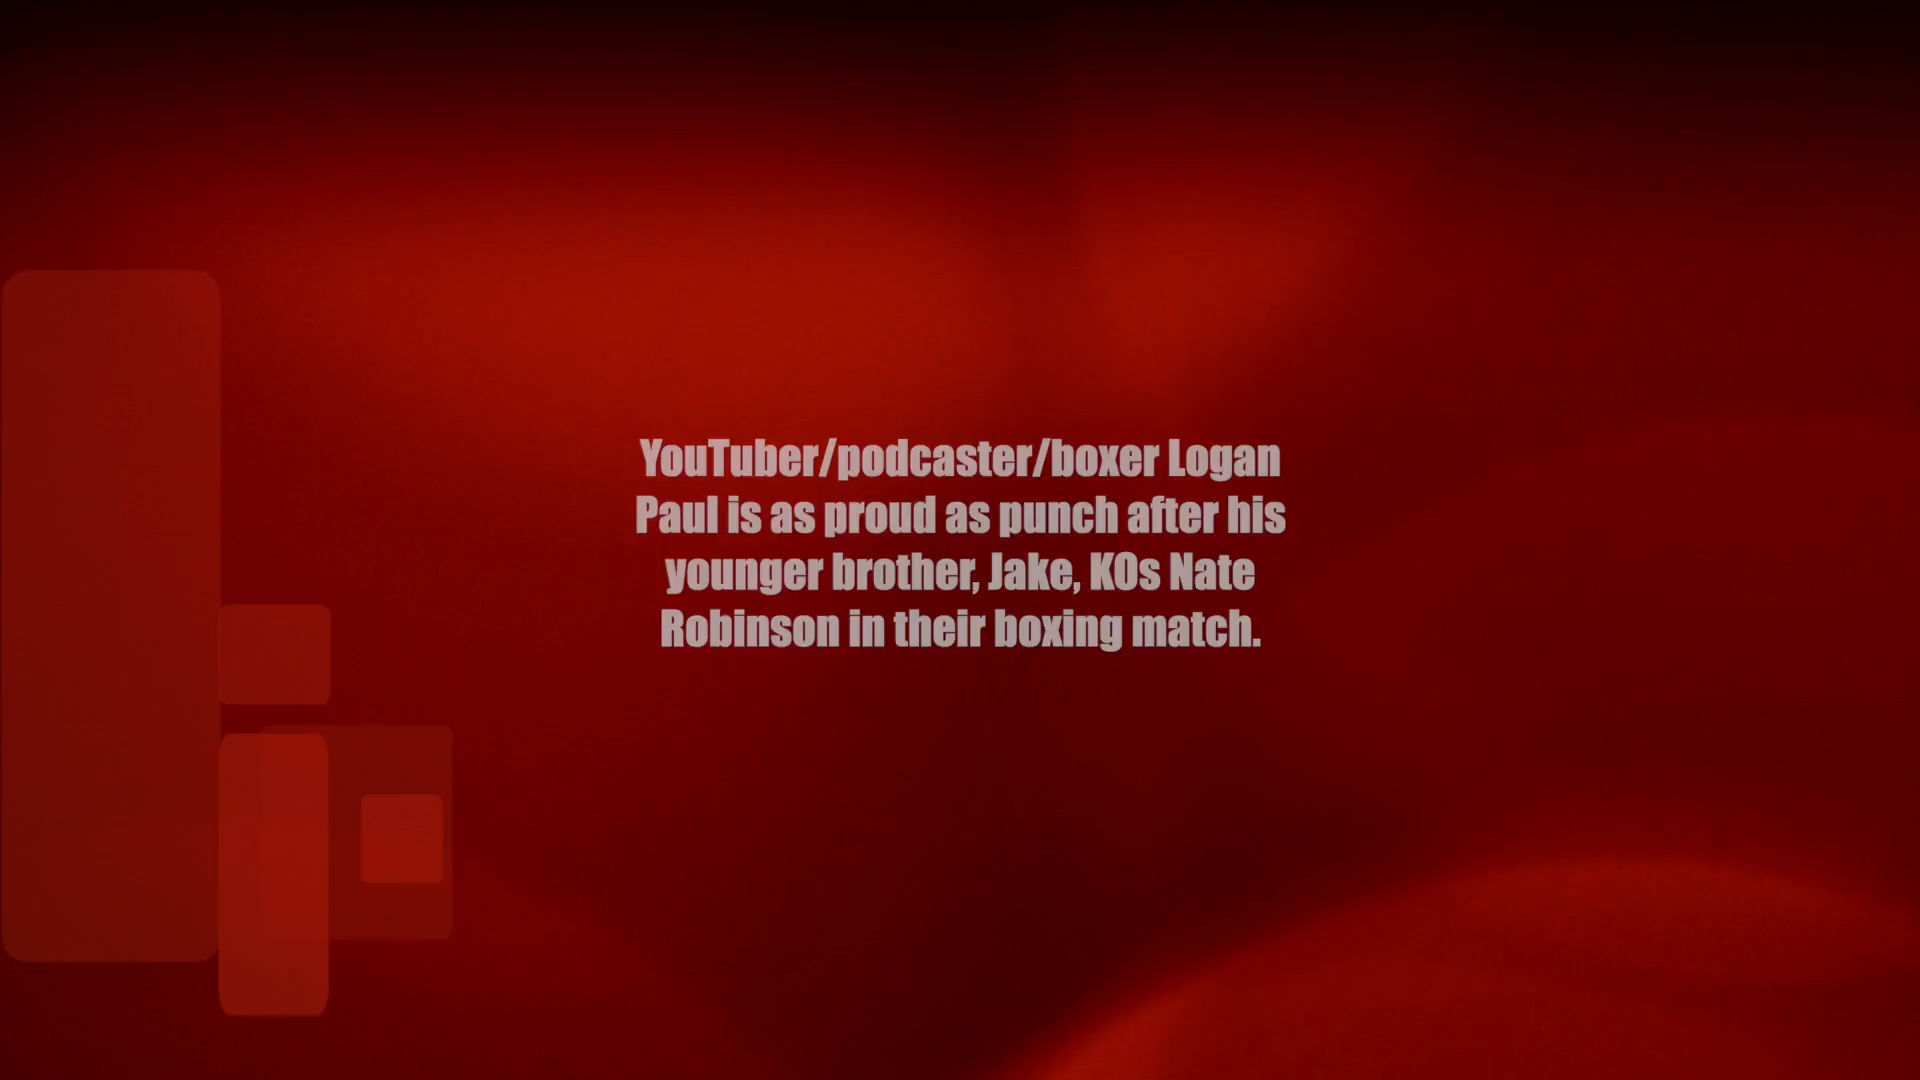 YouTuber/podcaster/boxer Logan
Paul is as proud as punch after his
younger brother, Jake, KOs Nate
Robinson in their boxing match.